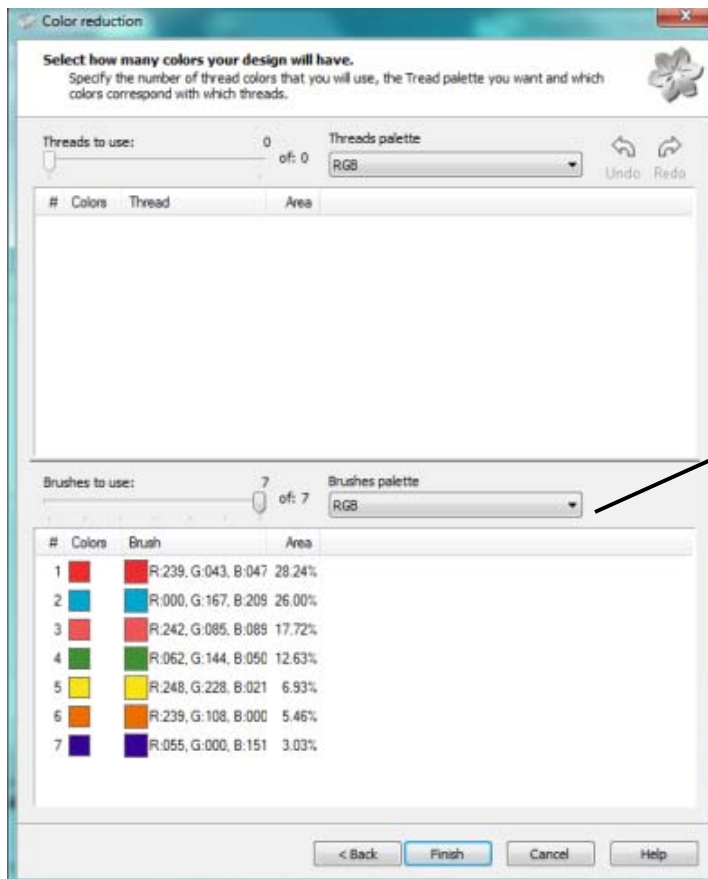 Color reduction
Select how many colors your design will have.
Specify the number of thread colors that you will use, the Tread palette you want and which
colors correspond with which threads.
Threads to use: 0 of: 0 Threads palette
RGB
Undo Redo
# Colors Thread Area
Brushes to use: 7 of: 7 Brushes palette
RGB
# Colors Brush Area
1 R:239, G:043, B:047 28.24%
2 R:000, G:167, B:209 26.00%
3 R:242, G:085, B:089 17.72%
4 R:062, G:144, B:050 12.63%
5 R:248, G:228, B:021 6.93%
6 R:239, G:108, B:000 5.46%
7 R:055, G:000, B:151 3.03%
< Back Finish Cancel Help